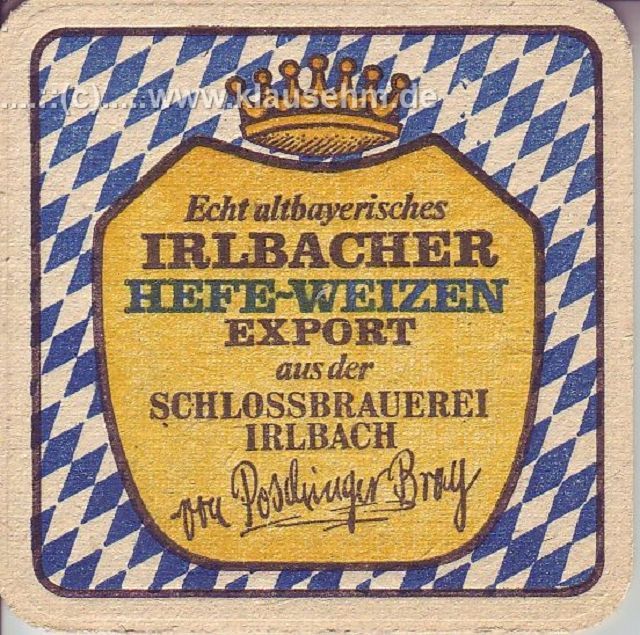 ...::(c)...::www.klausehm.de
Echt altbayerisches
IRLBACHER
HEFE-WEIZEN
EXPORT
aus der
SCHLOSSBRAUEREI
IRLBACH
von Poschinger Bray